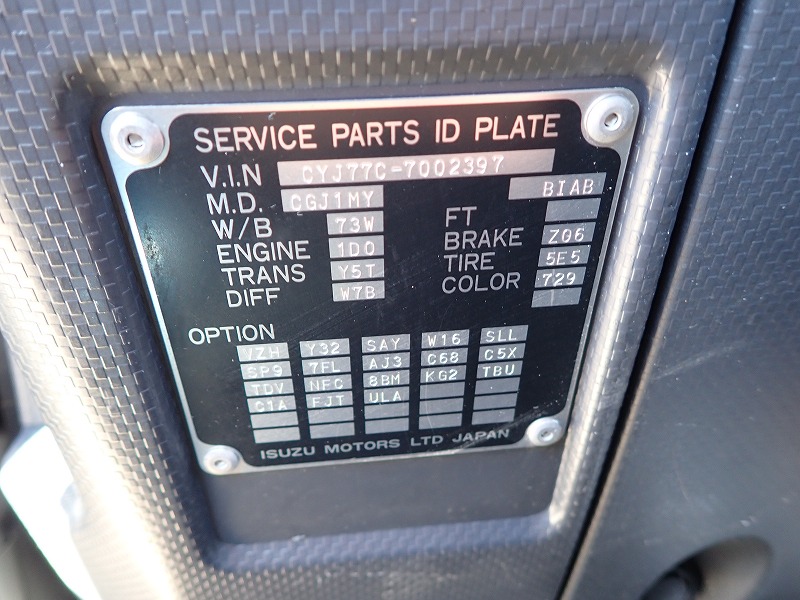 SERVICE PARTS ID PLATE
V.I.N CYJ77C-7002397
M.D. CGJ1MY BIAB
W/B 73W FT
ENGINE 1D0 BRAKE Z06
TRANS Y5T TIRE 5E5
DIFF W7B COLOR 729
OPTION
VZH Y32 SAY W16 SLL
SP9 7FL AJ3 C68 C5X
TDV NFC 8BM KG2 TBU
C1A FJT ULA
ISUZU MOTORS LTD JAPAN